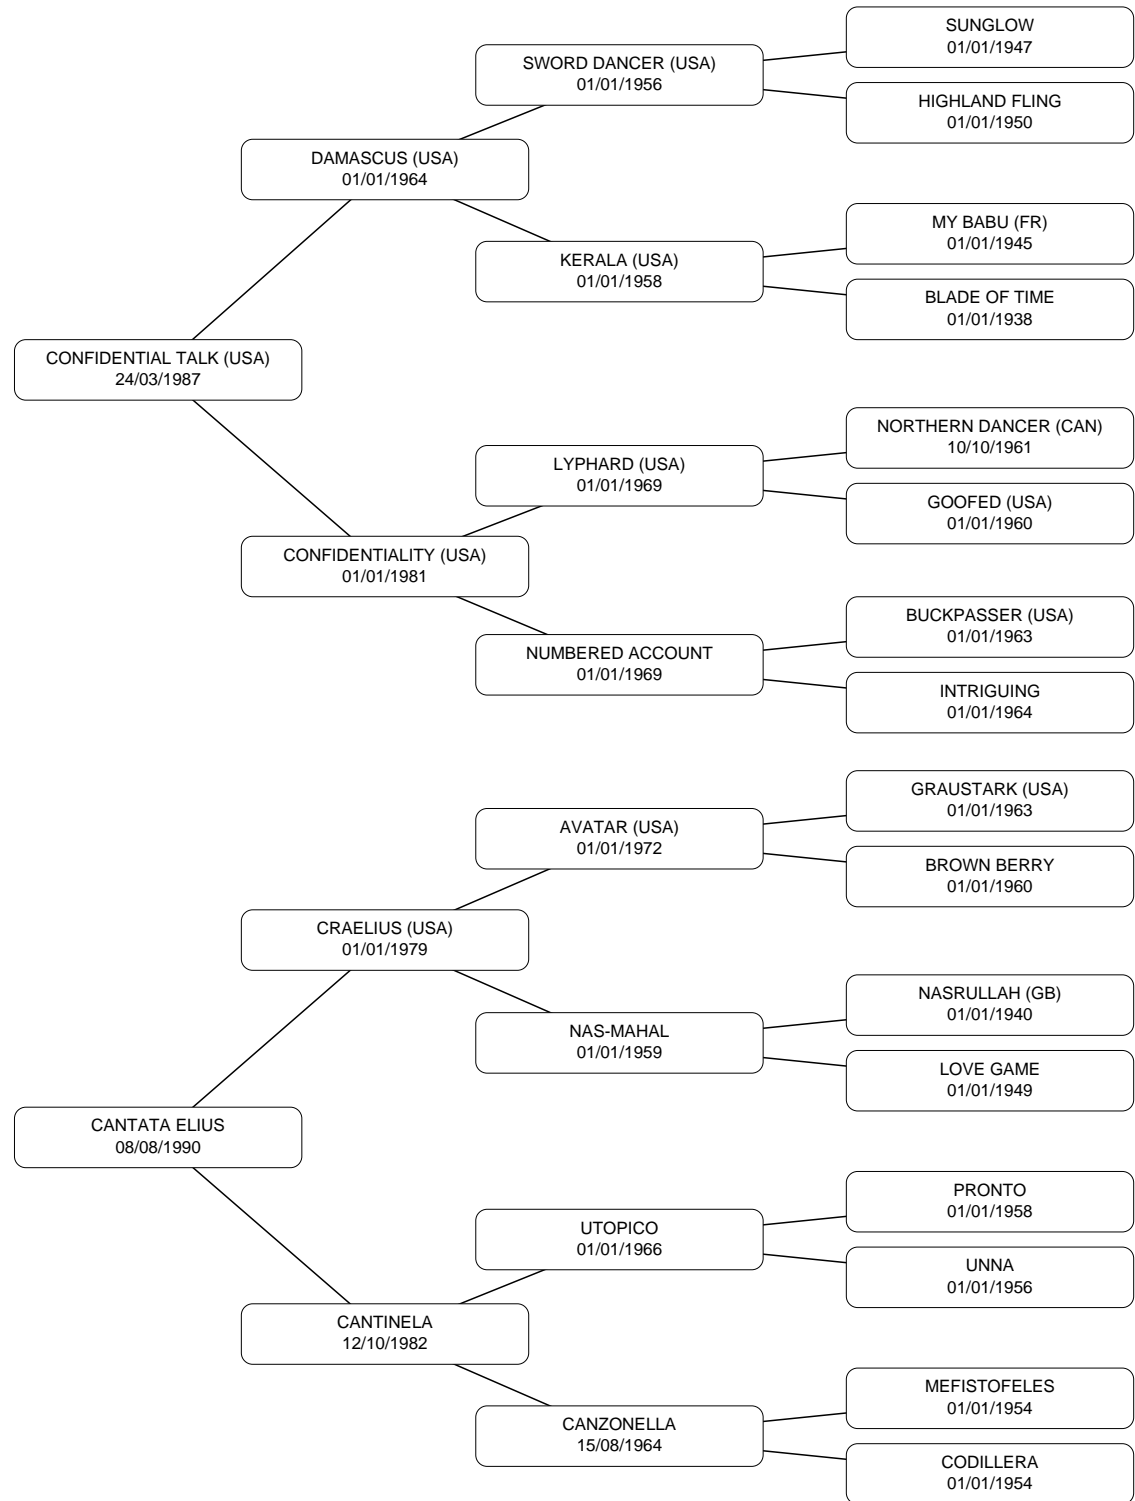 SUNGLOW
01/01/1947
SWORD DANCER (USA)
01/01/1956
HIGHLAND FLING
01/01/1950
DAMASCUS (USA)
01/01/1964
MY BABU (FR)
01/01/1945
KERALA (USA)
01/01/1958
BLADE OF TIME
01/01/1938
CONFIDENTIAL TALK (USA)
24/03/1987
NORTHERN DANCER (CAN)
10/10/1961
LYPHARD (USA)
01/01/1969
GOOFED (USA)
01/01/1960
CONFIDENTIALITY (USA)
01/01/1981
BUCKPASSER (USA)
01/01/1963
NUMBERED ACCOUNT
01/01/1969
INTRIGUING
01/01/1964
GRAUSTARK (USA)
01/01/1963
AVATAR (USA)
01/01/1972
BROWN BERRY
01/01/1960
CRAELIUS (USA)
01/01/1979
NASRULLAH (GB)
01/01/1940
NAS-MAHAL
01/01/1959
LOVE GAME
01/01/1949
CANTATA ELIUS
08/08/1990
PRONTO
01/01/1958
UTOPICO
01/01/1966
UNNA
01/01/1956
CANTINELA
12/10/1982
MEFISTOFELES
01/01/1954
CANZONELLA
15/08/1964
CODILLERA
01/01/1954